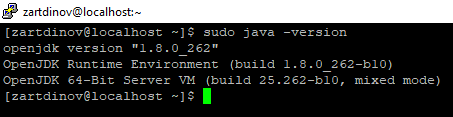 zartdinov@localhost:~
[zartdinov@localhost ~]$ sudo java -version
openjdk version "1.8.0_262"
OpenJDK Runtime Environment (build 1.8.0_262-b10)
OpenJDK 64-Bit Server VM (build 25.262-b10, mixed mode)
[zartdinov@localhost ~]$